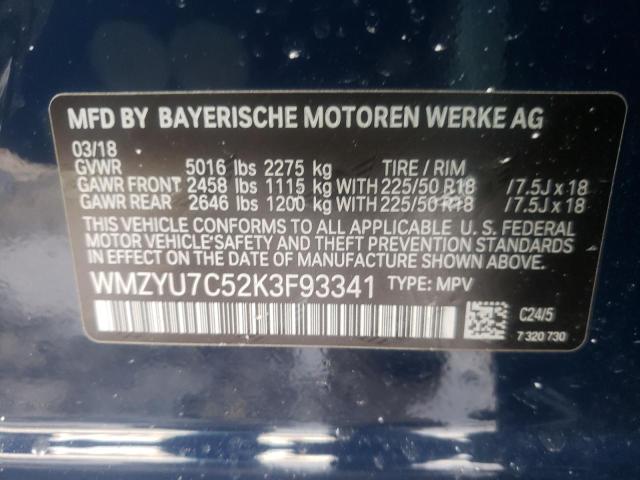 MFD BY BAYERISCHE MOTOREN WERKE AG
03/18
GVWR 5016 lbs 2275 kg TIRE / RIM
GAWR FRONT 2458 lbs 1115 kg WITH 225/50 R18 /7.5J x 18
GAWR REAR 2646 lbs 1200 kg WITH 225/50 R18 /7.5J x 18
THIS VEHICLE CONFORMS TO ALL APPLICABLE U. S. FEDERAL
MOTOR VEHICLE SAFETY AND THEFT PREVENTION STANDARDS
IN EFFECT ON THE DATE OF MANUFACTURE SHOWN ABOVE.
WMZYU7C52K3F93341 TYPE: MPV
C24/5
7 320 730